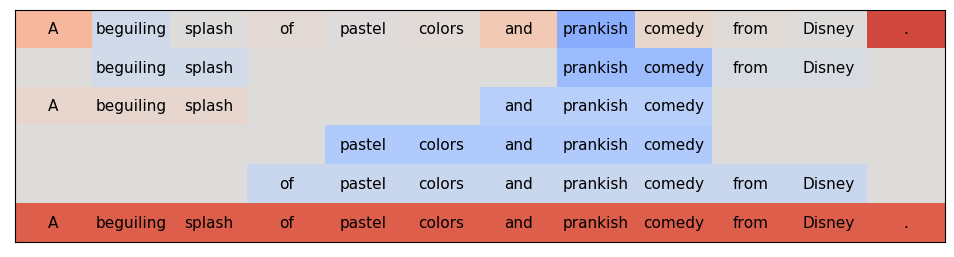 A beguiling splash of pastel colors and prankish comedy from Disney .
beguiling splash prankish comedy from Disney
A beguiling splash and prankish comedy
pastel colors and prankish comedy
of pastel colors and prankish comedy from Disney
A beguiling splash of pastel colors and prankish comedy from Disney .